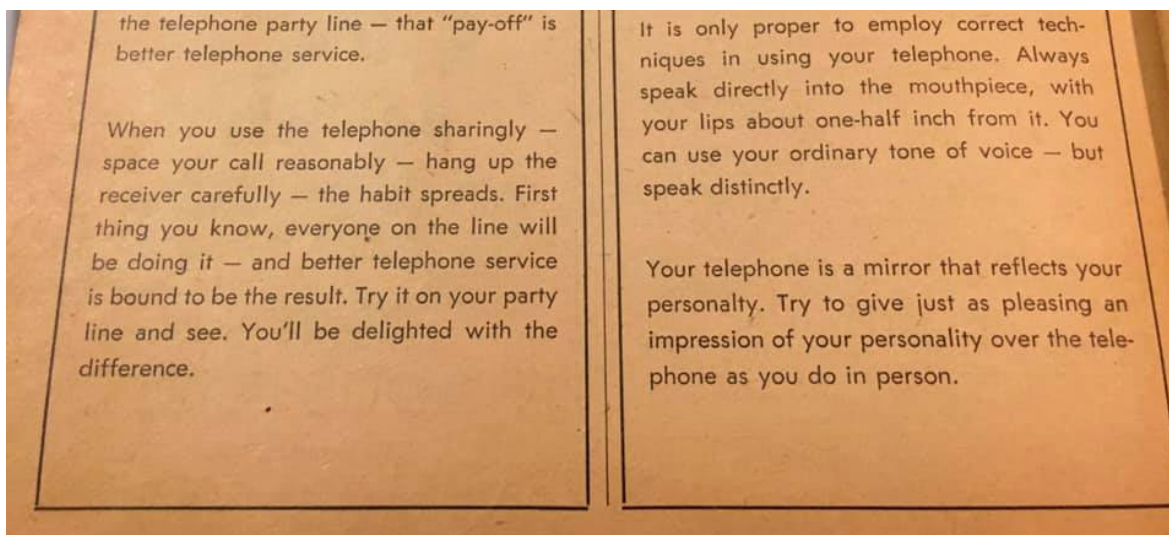 the telephone party line — that "pay-off" is
better telephone service.
When you use the telephone sharingly —
space your call reasonably — hang up the
receiver carefully — the habit spreads. First
thing you know, everyone on the line will
be doing it — and better telephone service
is bound to be the result. Try it on your party
line and see. You'll be delighted with the
difference.
It is only proper to employ correct tech-
niques in using your telephone. Always
speak directly into the mouthpiece, with
your lips about one-half inch from it. You
can use your ordinary tone of voice — but
speak distinctly.
Your telephone is a mirror that reflects your
personalty. Try to give just as pleasing an
impression of your personality over the tele-
phone as you do in person.